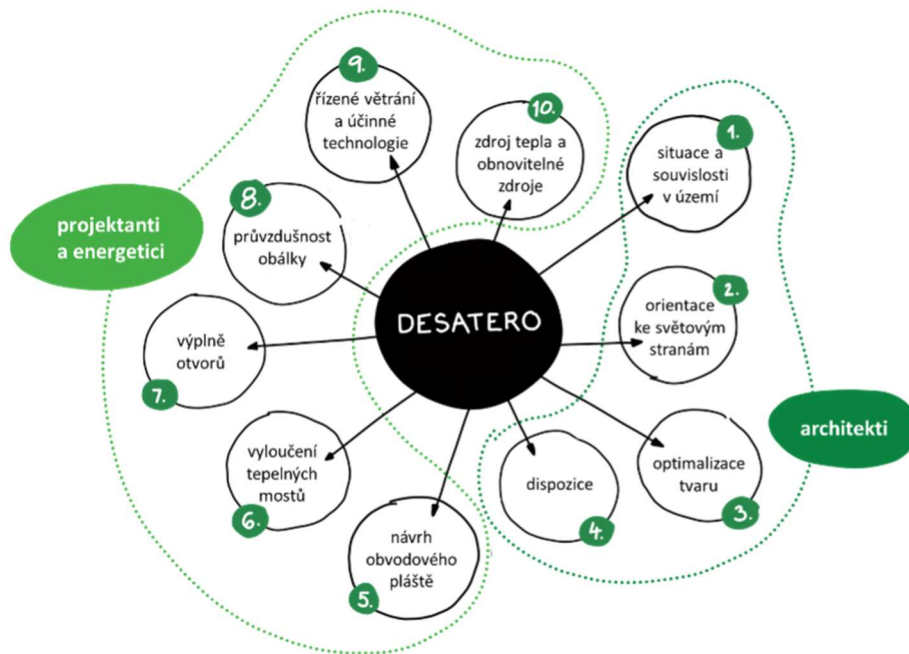 DESATERO
1.
situace a
souvislosti
v území
2.
orientace
ke světovým
stranám
3.
optimalizace
tvaru
4.
dispozice
5.
návrh
obvodového
pláště
6.
vyloučení
tepelných
mostů
7.
výplně
otvorů
8.
průvzdušnost
obálky
9.
řízené větrání
a účinné
technologie
10.
zdroj tepla a
obnovitelné
zdroje
projektanti
a energetici
architekti